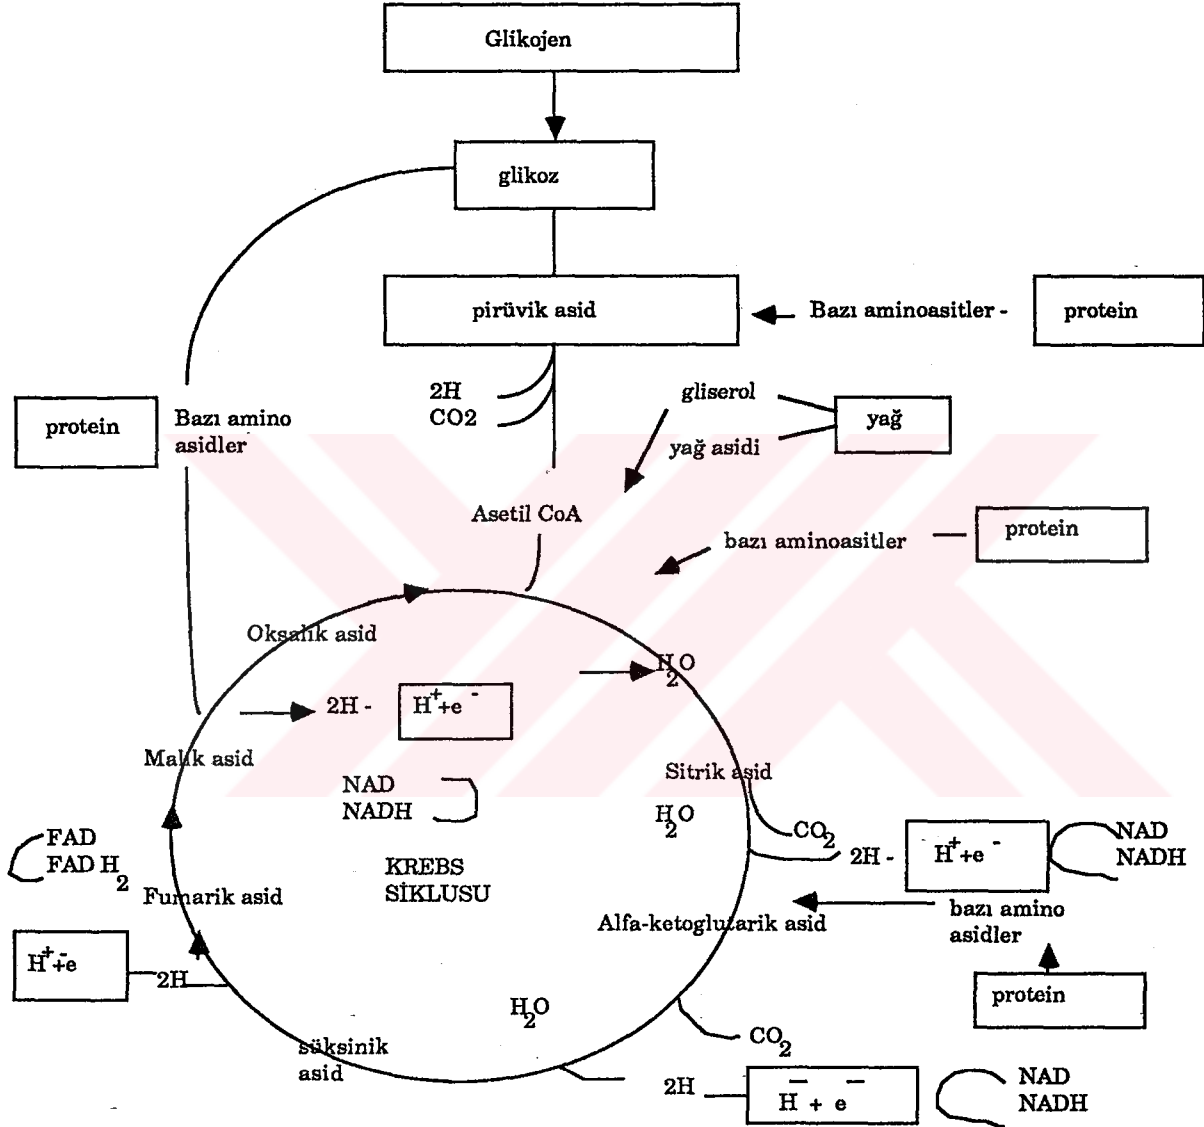 Glikojen
glikoz
pirüvik asid
Bazı aminoasitler -
protein
2H
CO2
gliserol
yağ asidi
yağ
protein
Bazı amino
asidler
Asetil CoA
bazı aminoasitler
protein
Oksalik asid
H2O
2H -
H+ +e -
Malik asid
Sitrik asid
NAD
NADH
H2O
CO2
2H -
H+ +e -
NAD
NADH
FAD
FAD H2
KREBS
SİKLUSU
Fumarik asid
Alfa-ketoglutarik asid
bazı amino
asidler
H+ +e-
2H
protein
H2O
süksinik
asid
CO2
2H
H- + e-
NAD
NADH